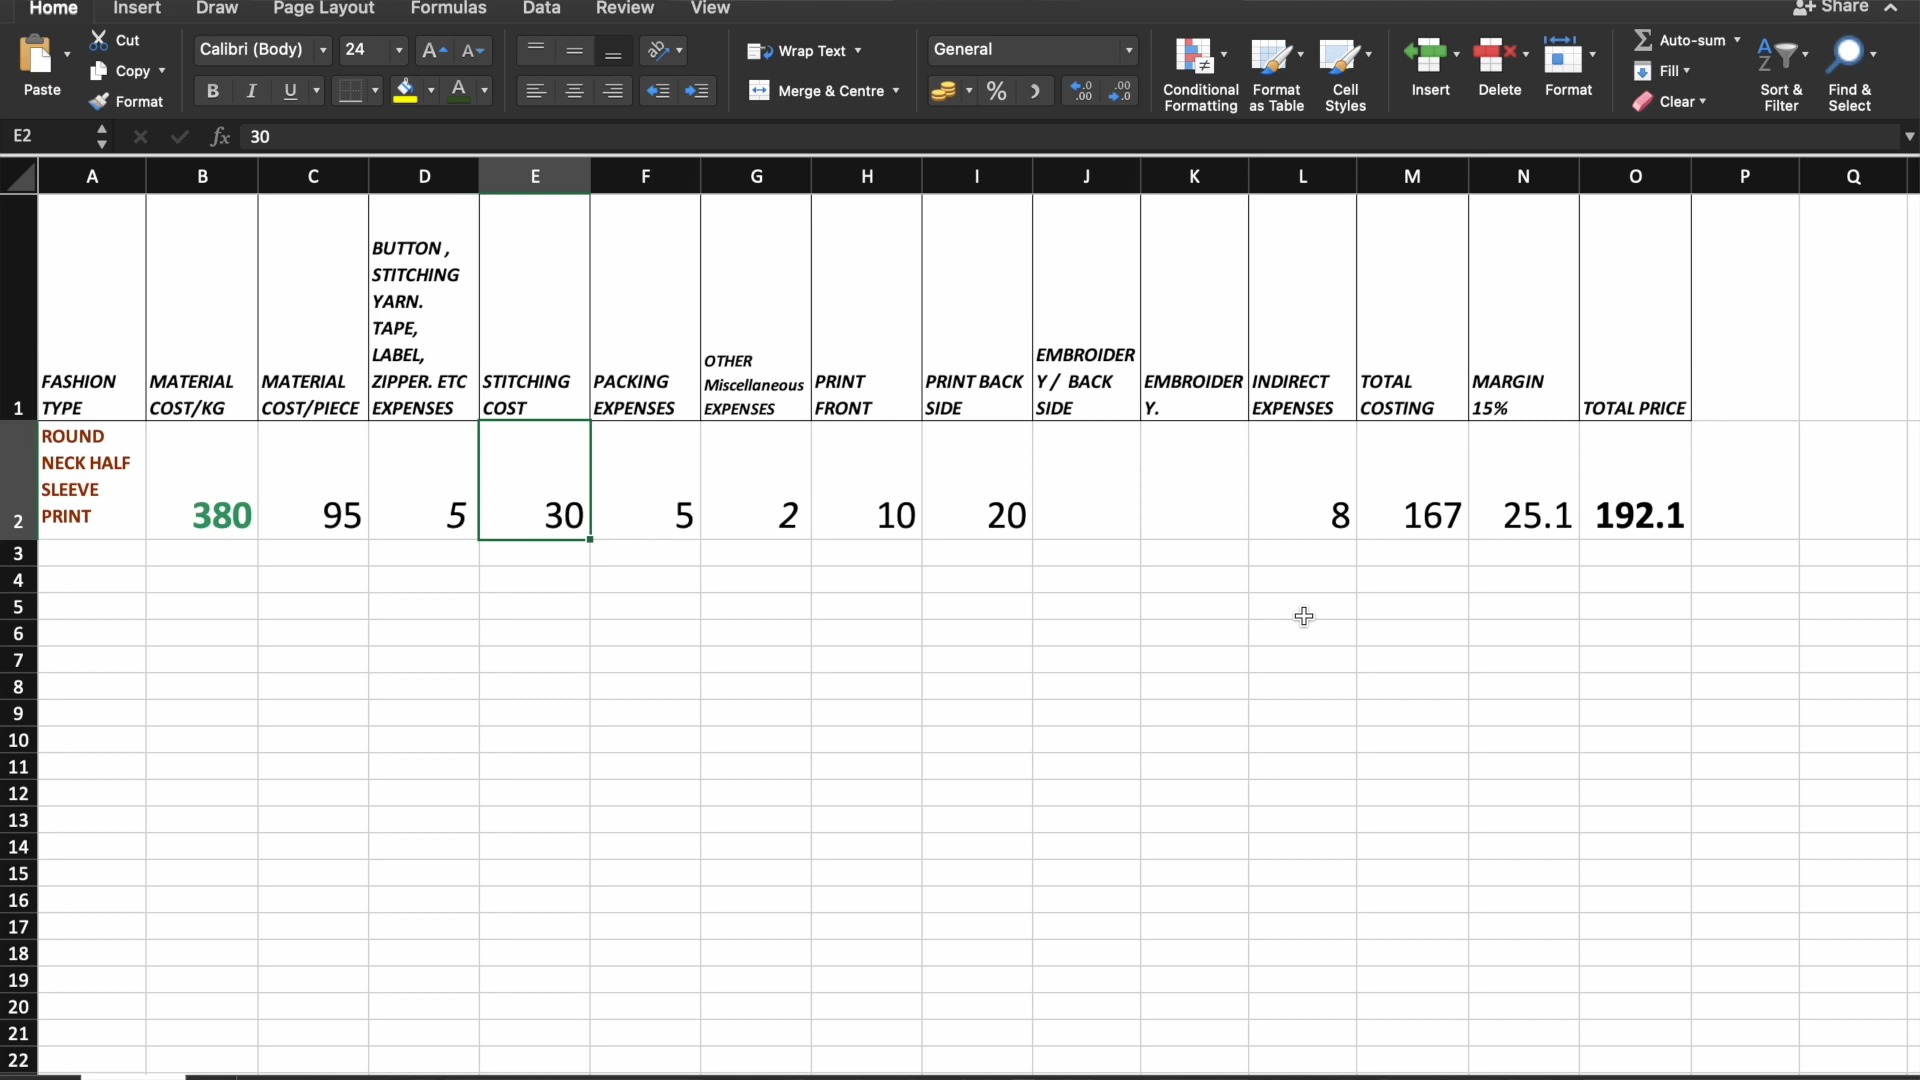 Home Insert Draw Page Layout Formulas Data Review View Share
Cut
Calibri (Body) 24
Wrap Text
General
Auto-sum
Copy
Fill
Paste
Format
B I U
Merge & Centre
Conditional Formatting
Format as Table
Cell Styles
Insert
Delete
Format
Clear
Sort & Filter
Find & Select
E2 fx 30
A B C D E F G H I J K L M N O P Q
1
FASHION
TYPE
MATERIAL
COST/KG
MATERIAL
COST/PIECE
BUTTON ,
STITCHING
YARN.
TAPE,
LABEL,
ZIPPER. ETC
EXPENSES
STITCHING
COST
PACKING
EXPENSES
OTHER
Miscellaneous
EXPENSES
PRINT
FRONT
PRINT BACK
SIDE
EMBROIDER
Y / BACK
SIDE
EMBROIDER
Y.
INDIRECT
EXPENSES
TOTAL
COSTING
MARGIN
15%
TOTAL PRICE
2
ROUND
NECK HALF
SLEEVE
PRINT
380 95 5 30 5 2 10 20 8 167 25.1 192.1
3
4
5
6
7
8
9
10
11
12
13
14
15
16
17
18
19
20
21
22